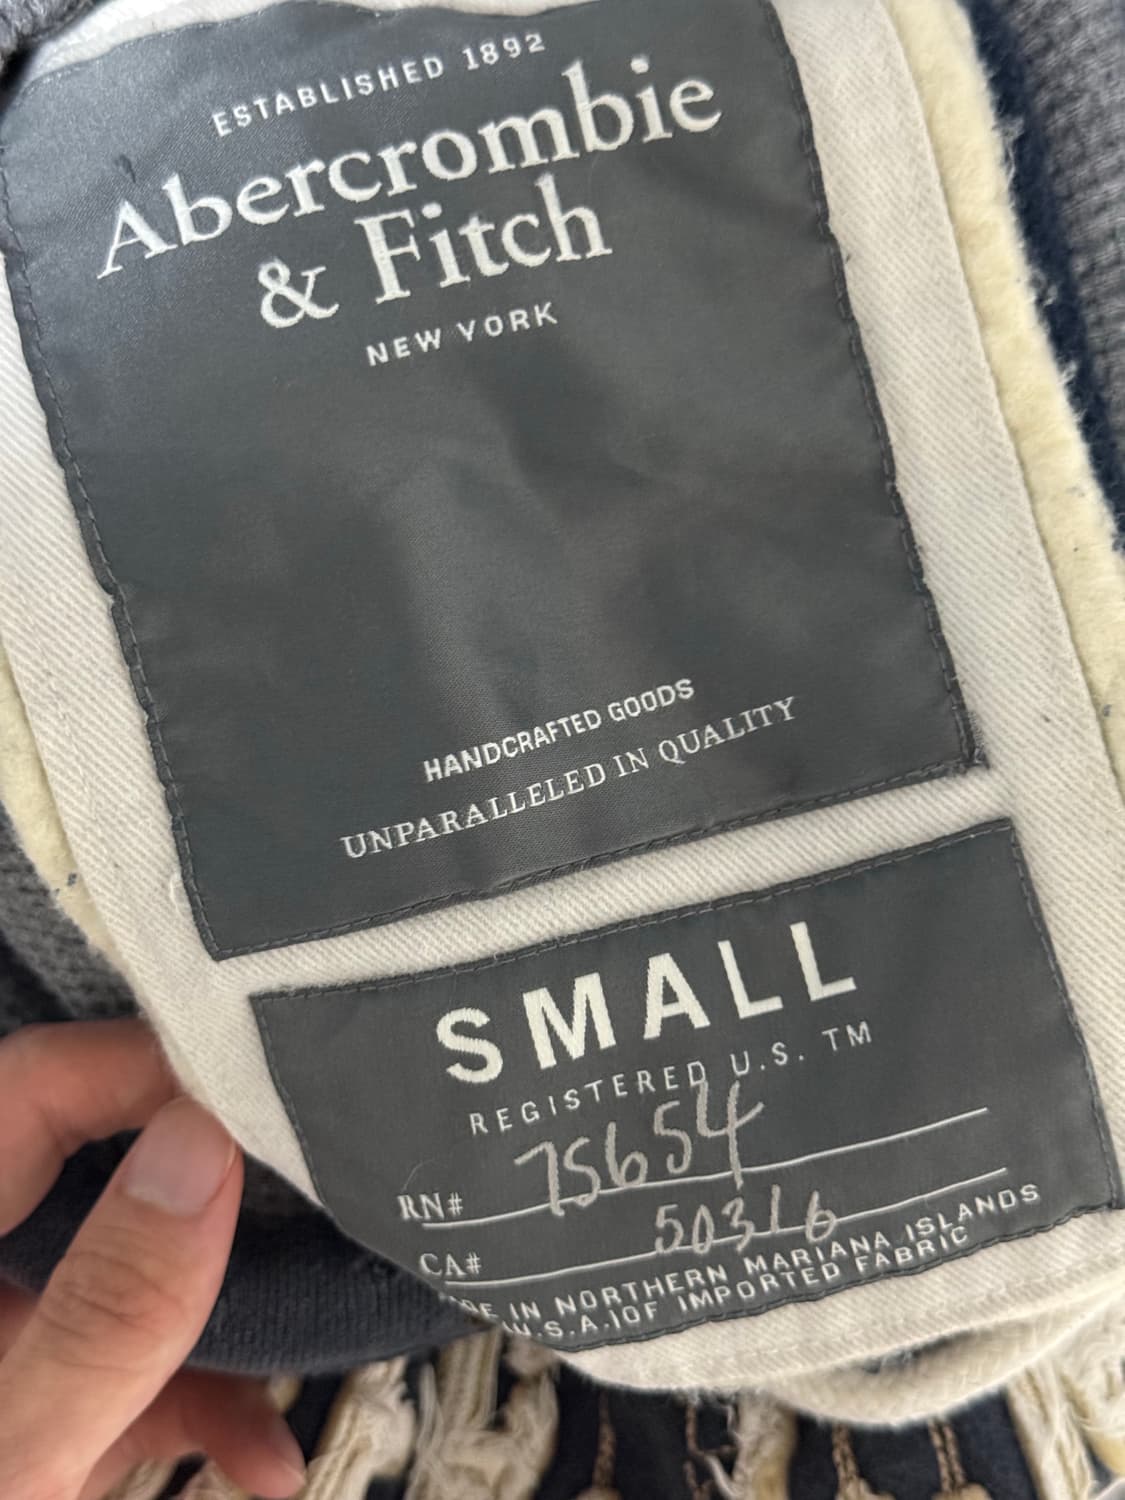 ESTABLISHED 1892
Abercrombie
& Fitch
NEW YORK
HANDCRAFTED GOODS
UNPARALLELED IN QUALITY
SMALL
REGISTERED U.S. TM
RN# 75654
CA# 50316
DE IN NORTHERN MARIANA ISLANDS
U.S.A.)OF IMPORTED FABRIC